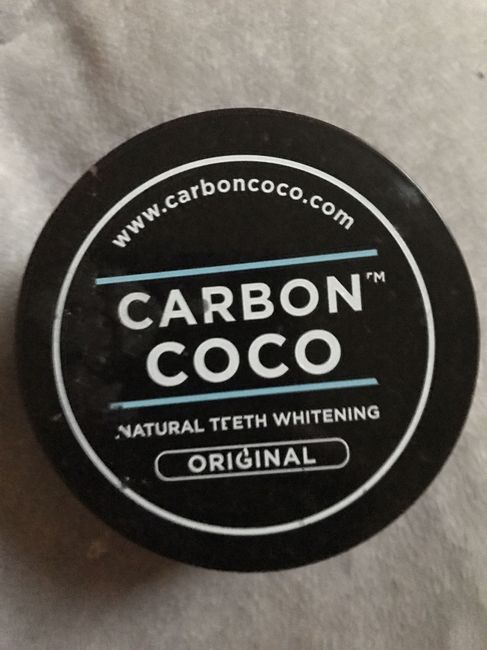 www.carboncoco.com
CARBON™
COCO
NATURAL TEETH WHITENING
ORIGINAL